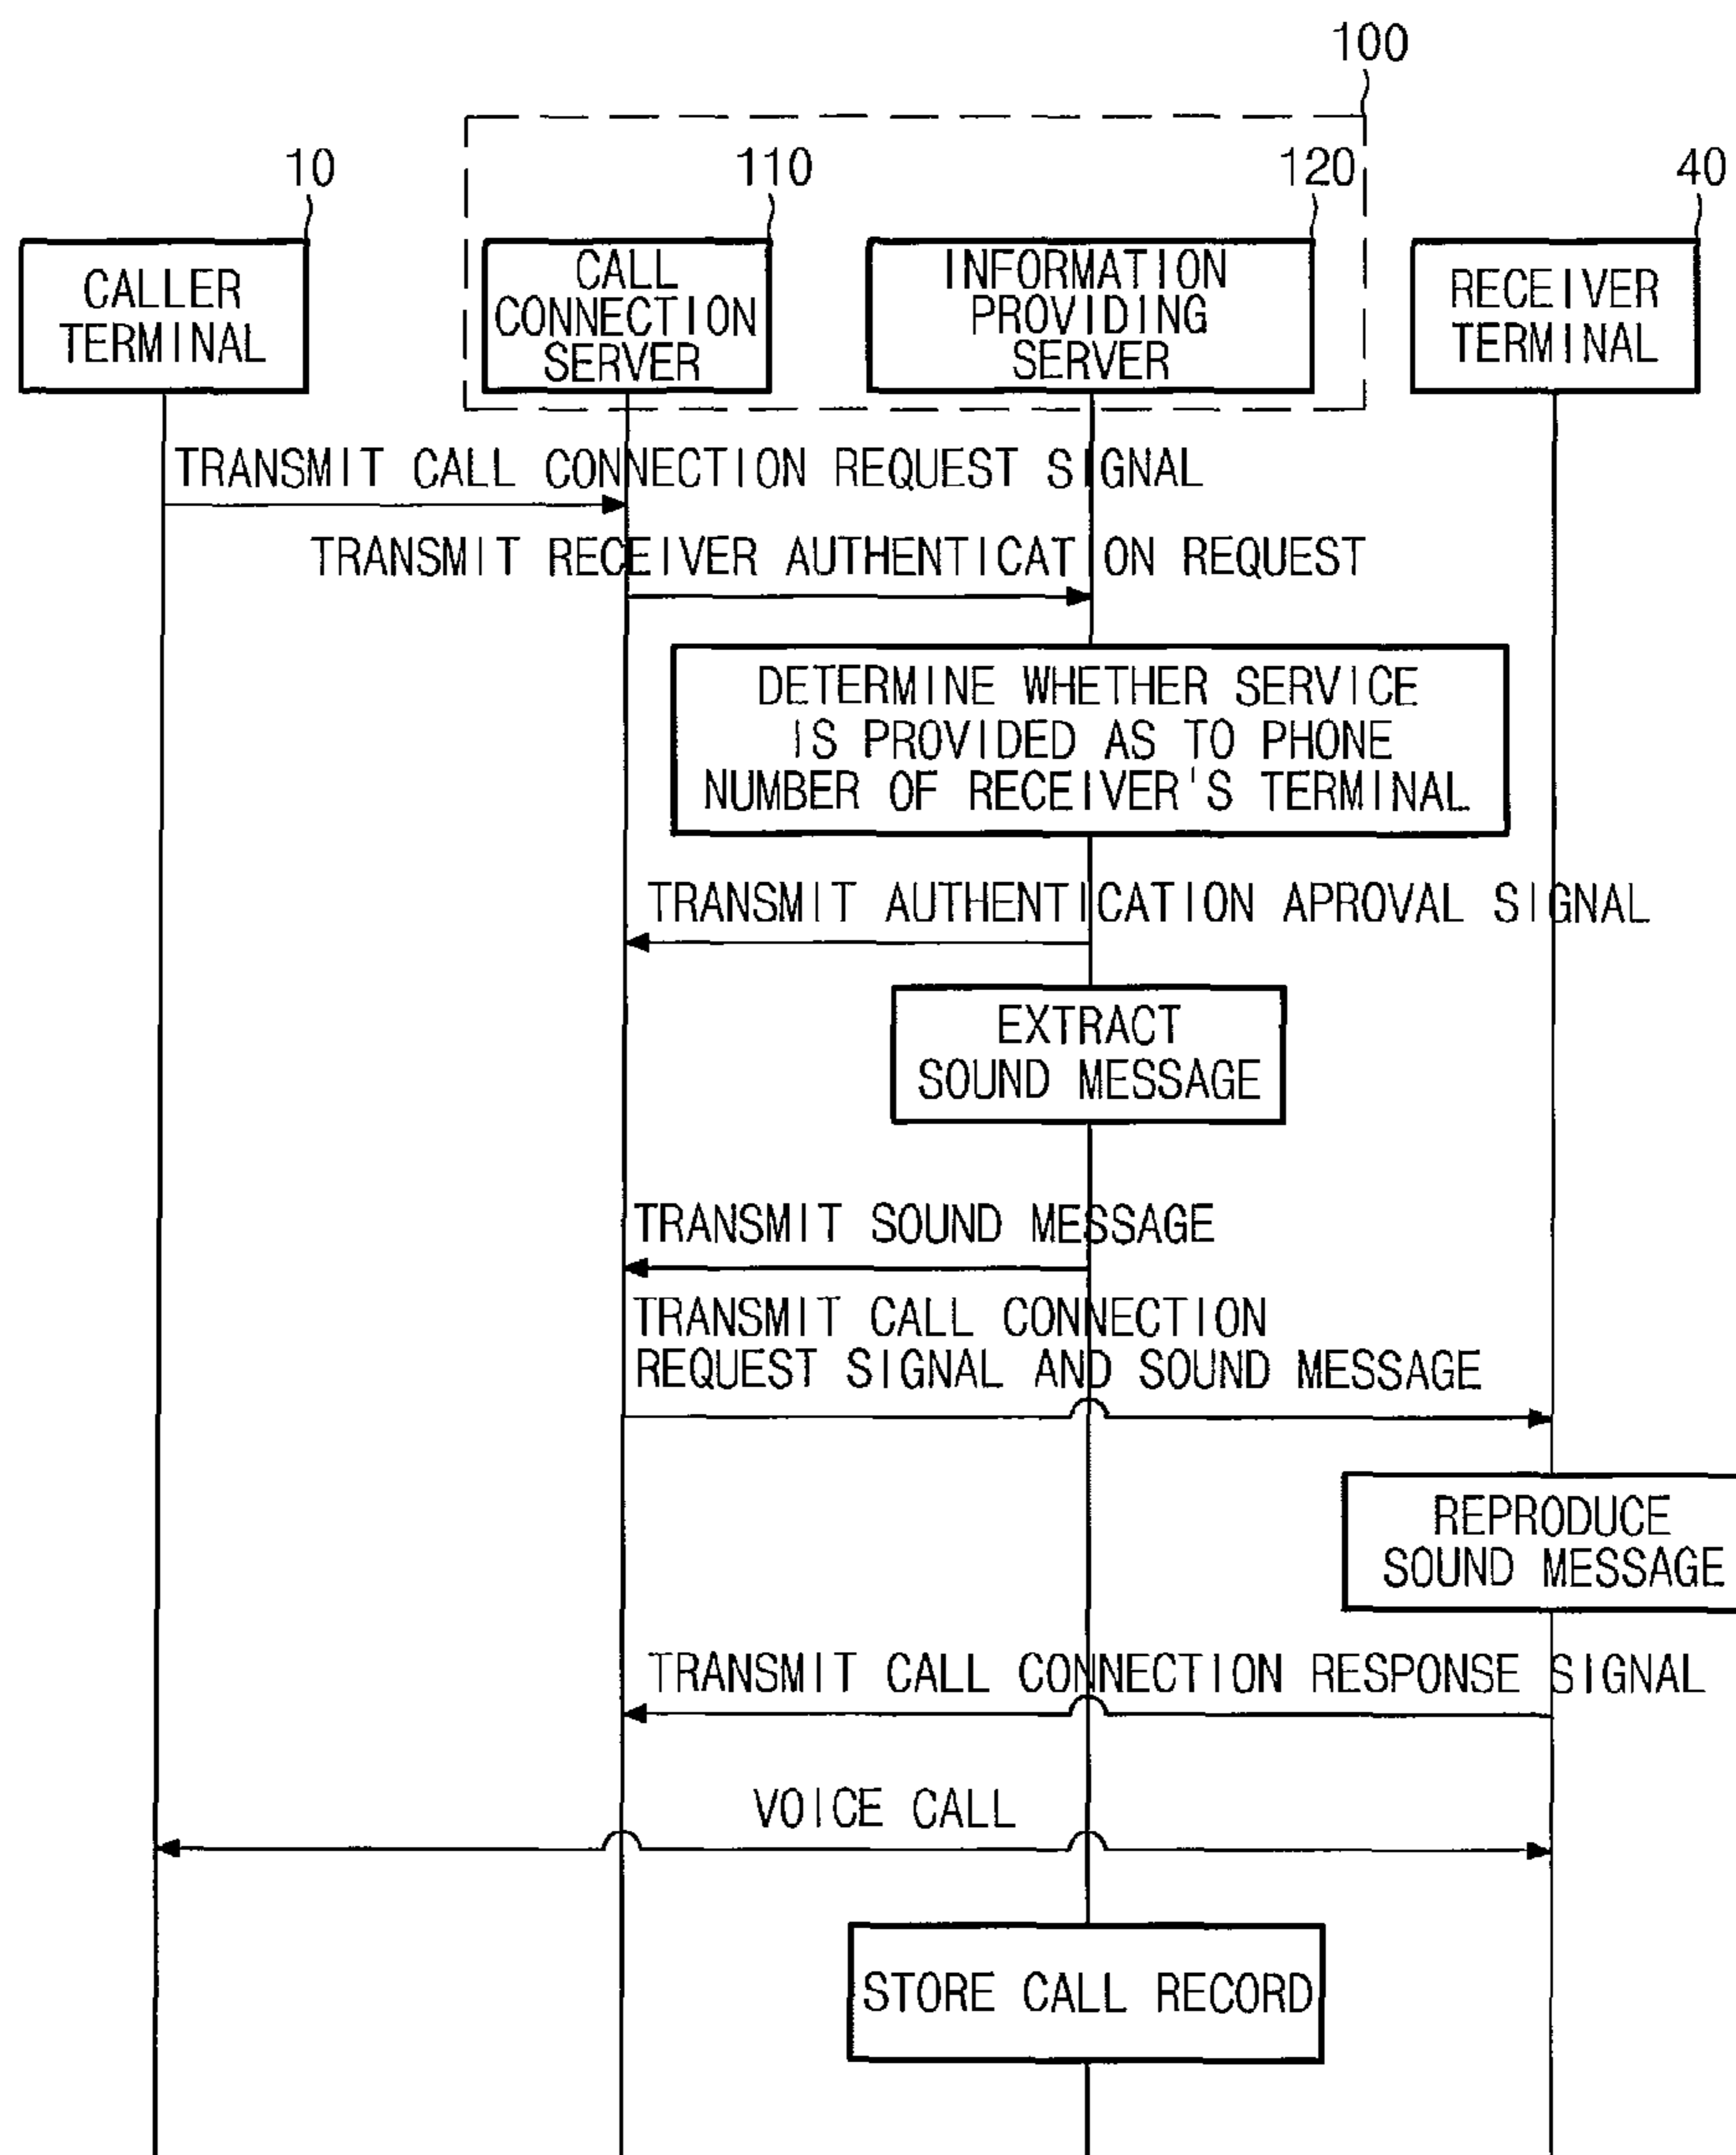 100
10
110
120
40
CALLER
TERMINAL
CALL
CONNECTION
SERVER
INFORMATION
PROVIDING
SERVER
RECEIVER
TERMINAL
TRANSMIT CALL CONNECTION REQUEST SIGNAL
TRANSMIT RECEIVER AUTHENTICATION REQUEST
DETERMINE WHETHER SERVICE
IS PROVIDED AS TO PHONE
NUMBER OF RECEIVER'S TERMINAL
TRANSMIT AUTHENTICATION APROVAL SIGNAL
EXTRACT
SOUND MESSAGE
TRANSMIT SOUND MESSAGE
TRANSMIT CALL CONNECTION
REQUEST SIGNAL AND SOUND MESSAGE
REPRODUCE
SOUND MESSAGE
TRANSMIT CALL CONNECTION RESPONSE SIGNAL
VOICE CALL
STORE CALL RECORD